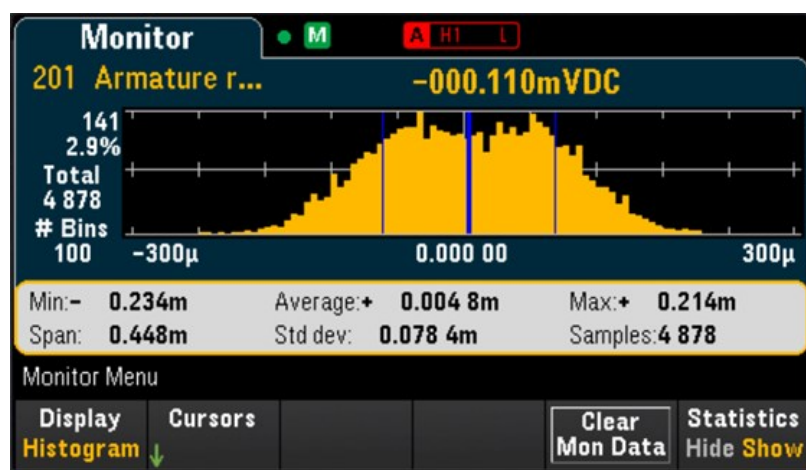 Monitor M A H1 L
201 Armature r... -000.110mVDC
141
2.9%
Total
4 878
# Bins
100 -300µ 0.000 00 300µ
Min:- 0.234m Average:+ 0.004 8m Max:+ 0.214m
Span: 0.448m Std dev: 0.078 4m Samples:4 878
Monitor Menu
Display Cursors Clear Statistics
Histogram Mon Data Hide Show